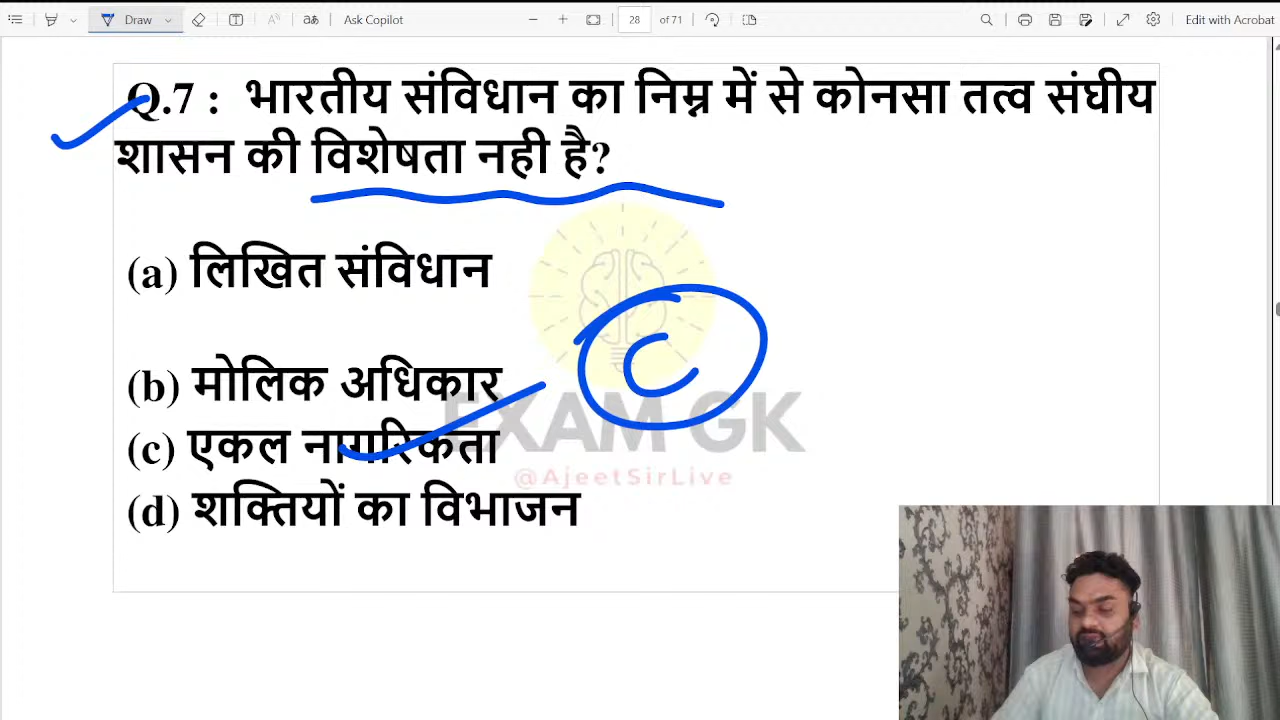 Draw
Ask Copilot
28 of 71
Edit with Acrobat
Q.7 : भारतीय संविधान का निम्न में से कोनसा तत्व संघीय
शासन की विशेषता नही है?
(a) लिखित संविधान
(b) मोलिक अधिकार
C
(c) एकल नागरिकता
(d) शक्तियों का विभाजन
EXAM GK
@AjeetSirLive